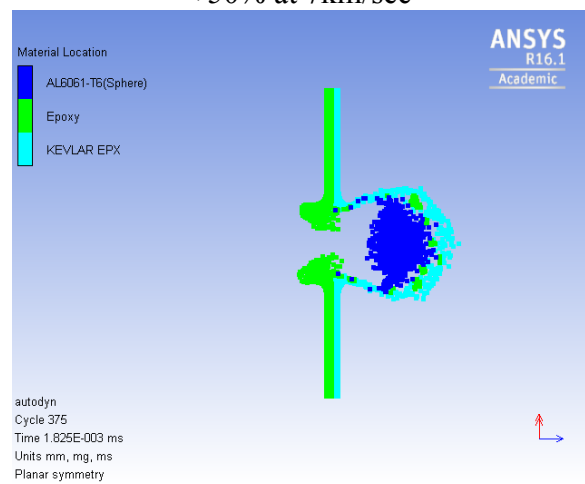 ANSYS
R16.1
Academic
Material Location
AL6061-T6(Sphere)
Epoxy
KEVLAR EPX
autodyn
Cycle 375
Time 1.825E-003 ms
Units mm, mg, ms
Planar symmetry